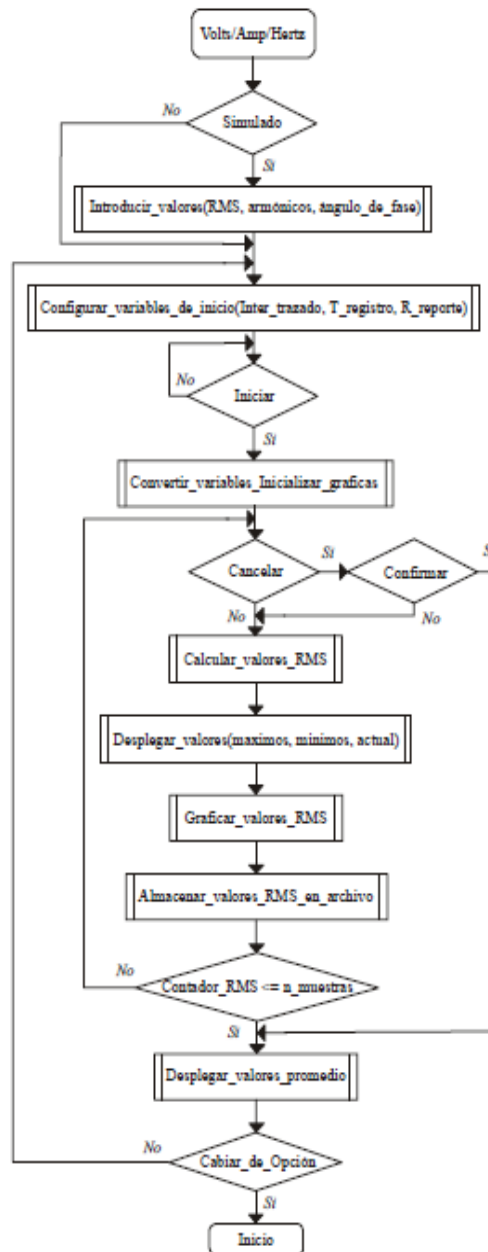 Volts/Amp/Hertz
No
Simulado
Si
Introducir_valores(RMS, armónicos, ángulo_de_fase)
Configurar_variables_de_inicio(Inter_trazado, T_registro, R_reporte)
No
Iniciar
Si
Convertir_variables_Inicializar_graficas
Cancelar
Si
Confirmar
S
No
No
Calcular_valores_RMS
Desplegar_valores(maximos, minimos, actual)
Graficar_valores_RMS
Almacenar_valores_RMS_en_archivo
No
Contador_RMS <= n_muestras
Si
Desplegar_valores_promedio
No
Cabiar_de_Opción
Si
Inicio